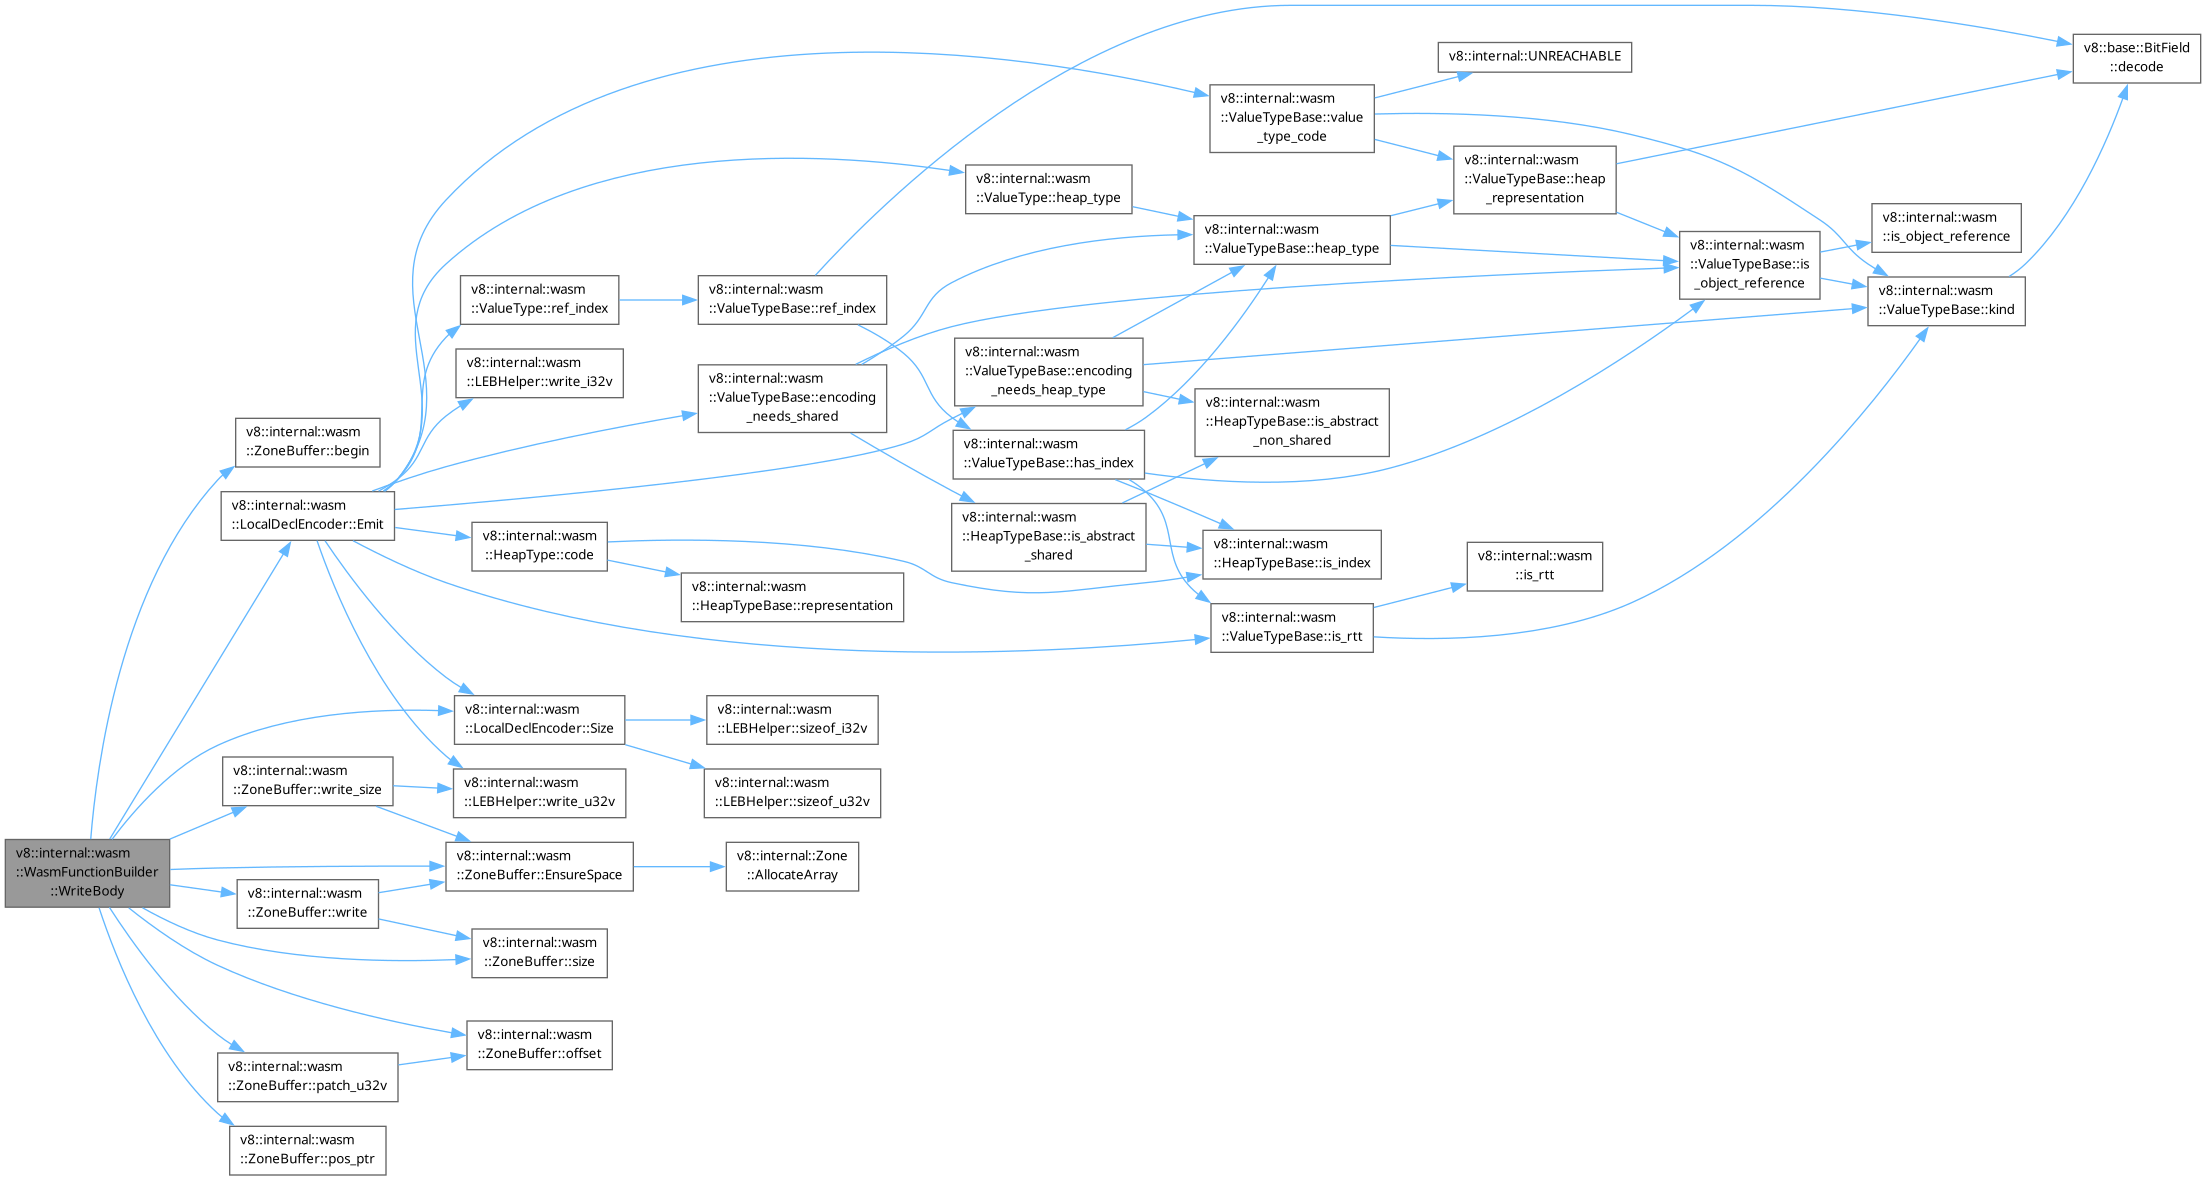 v8::internal::wasm
::WasmFunctionBuilder
::WriteBody
v8::internal::wasm
::ZoneBuffer::begin
v8::internal::wasm
::LocalDeclEncoder::Emit
v8::internal::wasm
::ZoneBuffer::write_size
v8::internal::wasm
::ZoneBuffer::write
v8::internal::wasm
::ZoneBuffer::patch_u32v
v8::internal::wasm
::ZoneBuffer::pos_ptr
v8::internal::wasm
::ValueType::ref_index
v8::internal::wasm
::LEBHelper::write_i32v
v8::internal::wasm
::HeapType::code
v8::internal::wasm
::LocalDeclEncoder::Size
v8::internal::wasm
::LEBHelper::write_u32v
v8::internal::wasm
::ZoneBuffer::EnsureSpace
v8::internal::wasm
::ZoneBuffer::size
v8::internal::wasm
::ZoneBuffer::offset
v8::internal::wasm
::ValueTypeBase::ref_index
v8::internal::wasm
::ValueTypeBase::encoding
_needs_shared
v8::internal::wasm
::HeapTypeBase::representation
v8::internal::wasm
::LEBHelper::sizeof_i32v
v8::internal::wasm
::LEBHelper::sizeof_u32v
v8::internal::Zone
::AllocateArray
v8::internal::wasm
::ValueType::heap_type
v8::internal::wasm
::ValueTypeBase::encoding
_needs_heap_type
v8::internal::wasm
::ValueTypeBase::has_index
v8::internal::wasm
::HeapTypeBase::is_abstract
_shared
v8::internal::wasm
::ValueTypeBase::value
_type_code
v8::internal::wasm
::ValueTypeBase::heap_type
v8::internal::wasm
::HeapTypeBase::is_abstract
_non_shared
v8::internal::wasm
::HeapTypeBase::is_index
v8::internal::wasm
::ValueTypeBase::is_rtt
v8::internal::UNREACHABLE
v8::internal::wasm
::ValueTypeBase::heap
_representation
v8::internal::wasm
::is_rtt
v8::internal::wasm
::ValueTypeBase::is
_object_reference
v8::internal::wasm
::is_object_reference
v8::internal::wasm
::ValueTypeBase::kind
v8::base::BitField
::decode